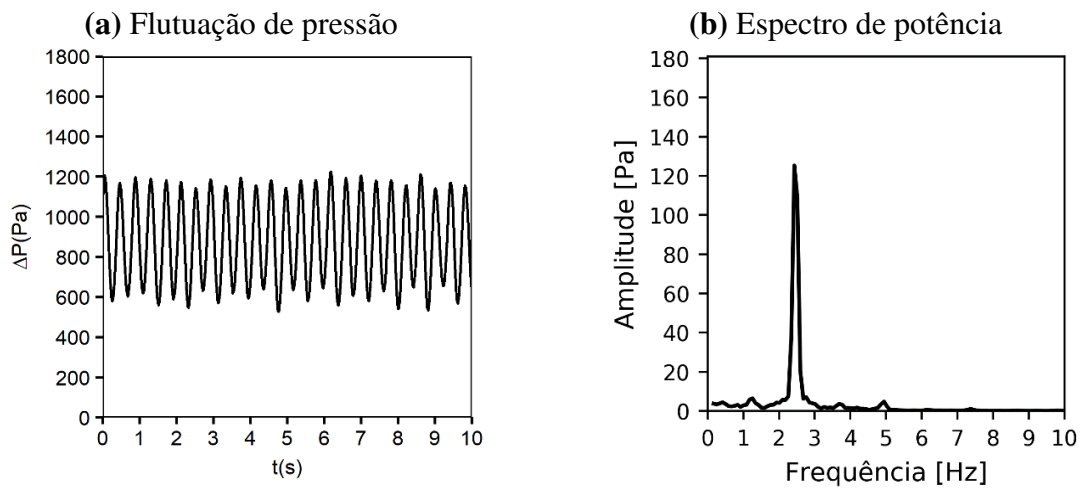 (a) Flutuação de pressão
1800
1600
1400
1200
1000
800
600
400
200
0
ΔP(Pa)
0 1 2 3 4 5 6 7 8 9 10
t(s)
(b) Espectro de potência
180
160
140
120
100
80
60
40
20
0
Amplitude [Pa]
0 1 2 3 4 5 6 7 8 9 10
Frequência [Hz]